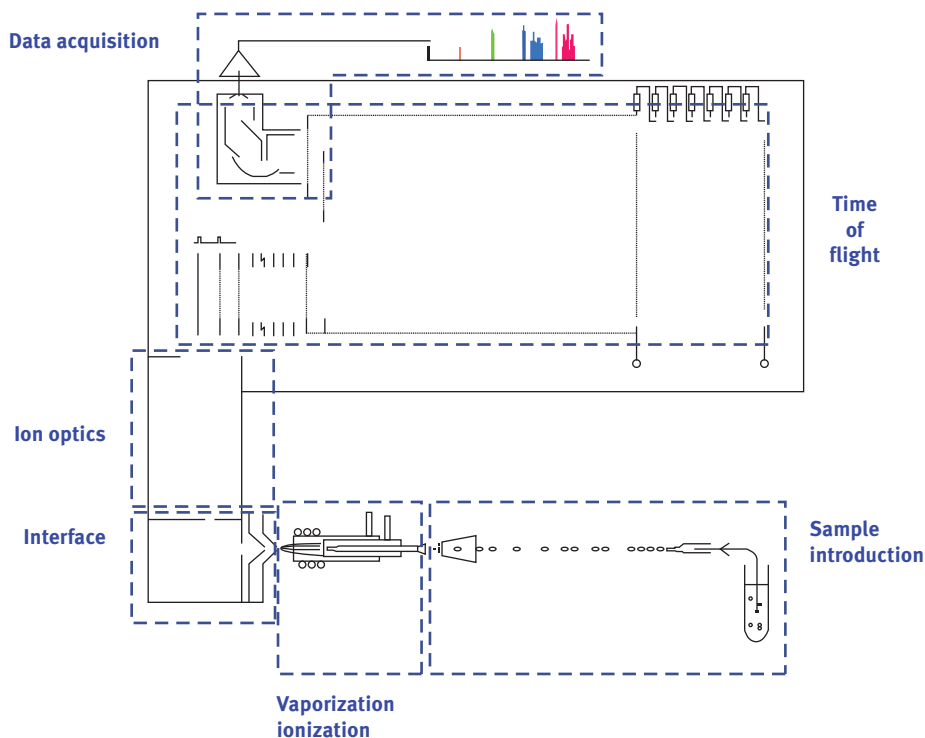 Data acquisition
Time
of
flight
Ion optics
Interface
Sample
introduction
Vaporization
ionization